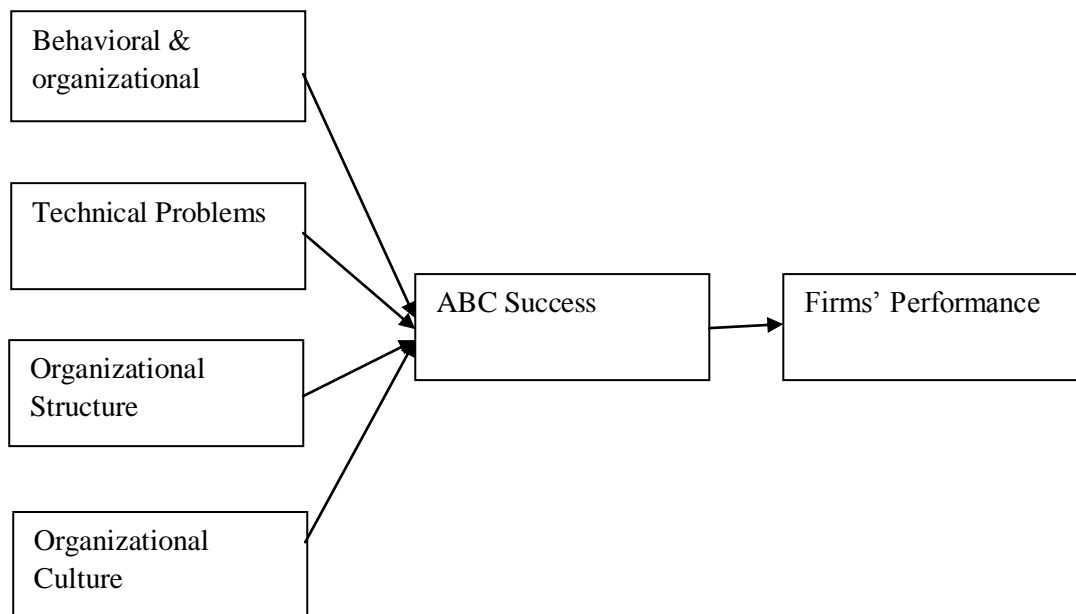 Behavioral &
organizational
Technical Problems
ABC Success
Firms’ Performance
Organizational
Structure
Organizational
Culture